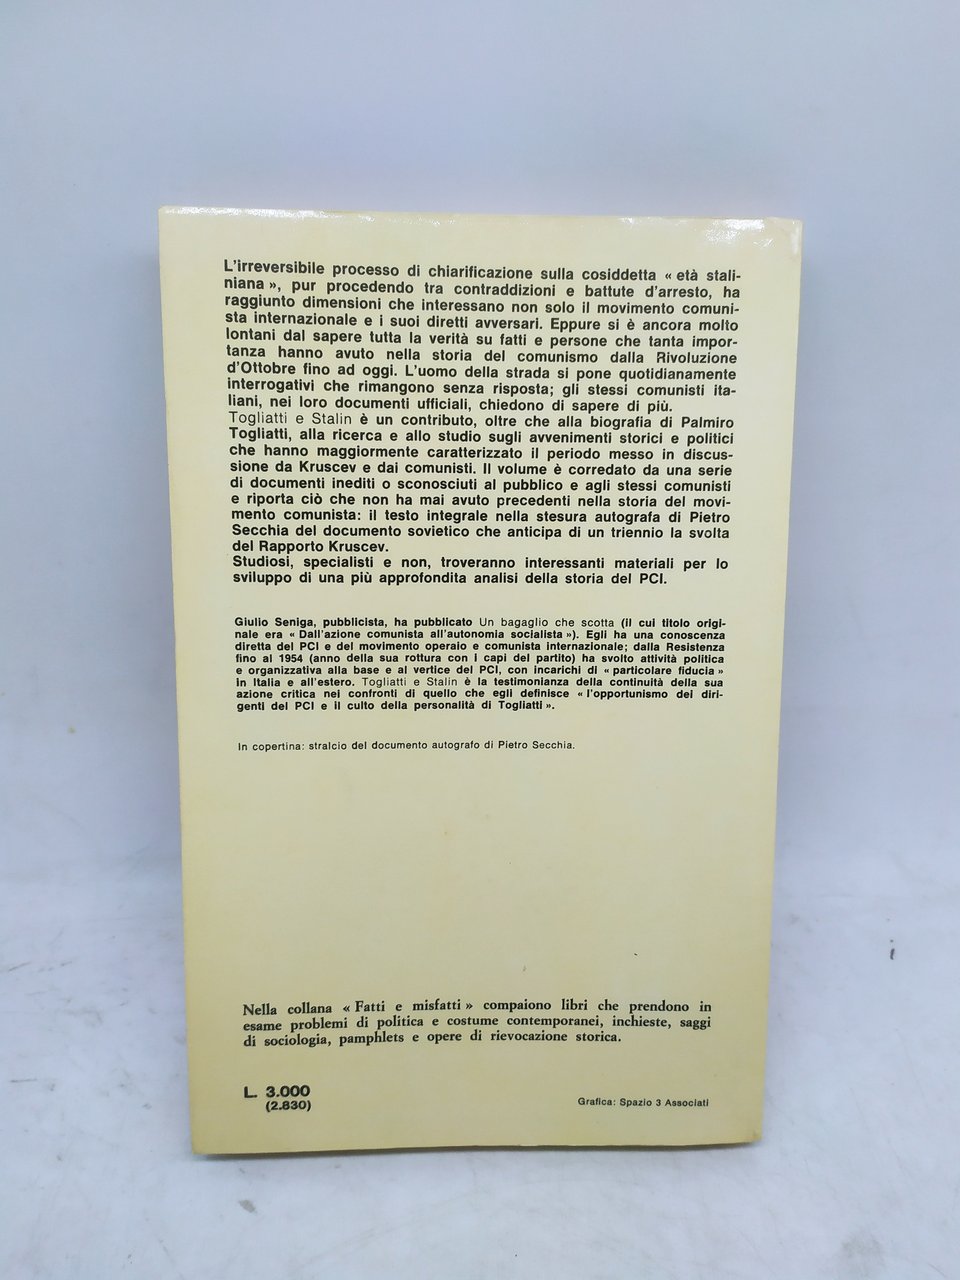 L'irreversibile processo di chiarificazione sulla cosiddetta « età stali-
niana », pur procedendo tra contraddizioni e battute d'arresto, ha
raggiunto dimensioni che interessano non solo il movimento comuni-
sta internazionale e i suoi diretti avversari. Eppure si è ancora molto
lontani dal sapere tutta la verità su fatti e persone che tanta impor-
tanza hanno avuto nella storia del comunismo dalla Rivoluzione
d'Ottobre fino ad oggi. L'uomo della strada si pone quotidianamente
interrogativi che rimangono senza risposta; gli stessi comunisti ita-
liani, nei loro documenti ufficiali, chiedono di sapere di più.
Togliatti e Stalin è un contributo, oltre che alla biografia di Palmiro
Togliatti, alla ricerca e allo studio sugli avvenimenti storici e politici
che hanno maggiormente caratterizzato il periodo messo in discus-
sione da Kruscev e dai comunisti. Il volume è corredato da una serie
di documenti inediti o sconosciuti al pubblico e agli stessi comunisti
e riporta ciò che non ha mai avuto precedenti nella storia del movi-
mento comunista: il testo integrale nella stesura autografa di Pietro
Secchia del documento sovietico che anticipa di un triennio la svolta
del Rapporto Kruscev.
Studiosi, specialisti e non, troveranno interessanti materiali per lo
sviluppo di una più approfondita analisi della storia del PCI.
Giulio Seniga, pubblicista, ha pubblicato Un bagaglio che scotta (il cui titolo origi-
nale era « Dall'azione comunista all'autonomia socialista »). Egli ha una conoscenza
diretta del PCI e del movimento operaio e comunista internazionale; dalla Resistenza
fino al 1954 (anno della sua rottura con i capi del partito) ha svolto attività politica
e organizzativa alla base e al vertice del PCI, con incarichi di « particolare fiducia »
in Italia e all'estero. Togliatti e Stalin è la testimonianza della continuità della sua
azione critica nei confronti di quello che egli definisce « l'opportunismo dei diri-
genti del PCI e il culto della personalità di Togliatti ».
In copertina: stralcio del documento autografo di Pietro Secchia.
Nella collana « Fatti e misfatti » compaiono libri che prendono in
esame problemi di politica e costume contemporanei, inchieste, saggi
di sociologia, pamphlets e opere di rievocazione storica.
L. 3.000
(2.830)
Grafica: Spazio 3 Associati